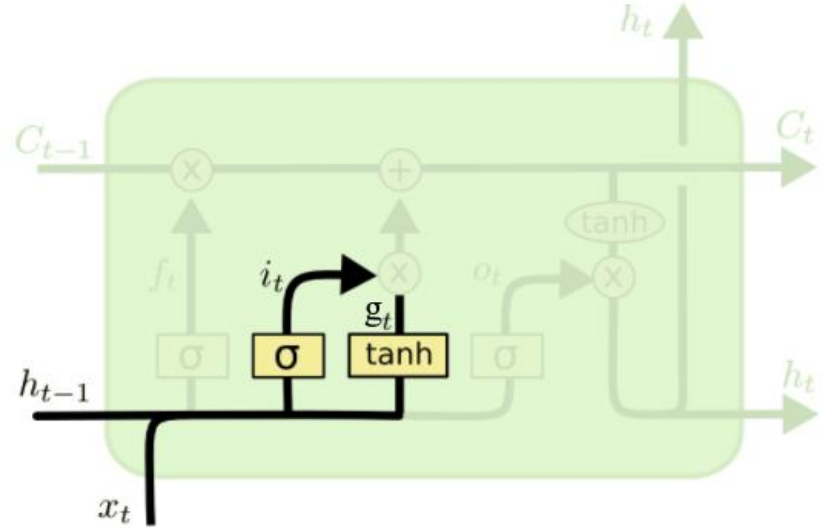 h_t
C_{t-1}
C_t
x
+
tanh
f_t
i_t
x
o_t
x
g_t
σ
σ
tanh
σ
h_{t-1}
h_t
x_t